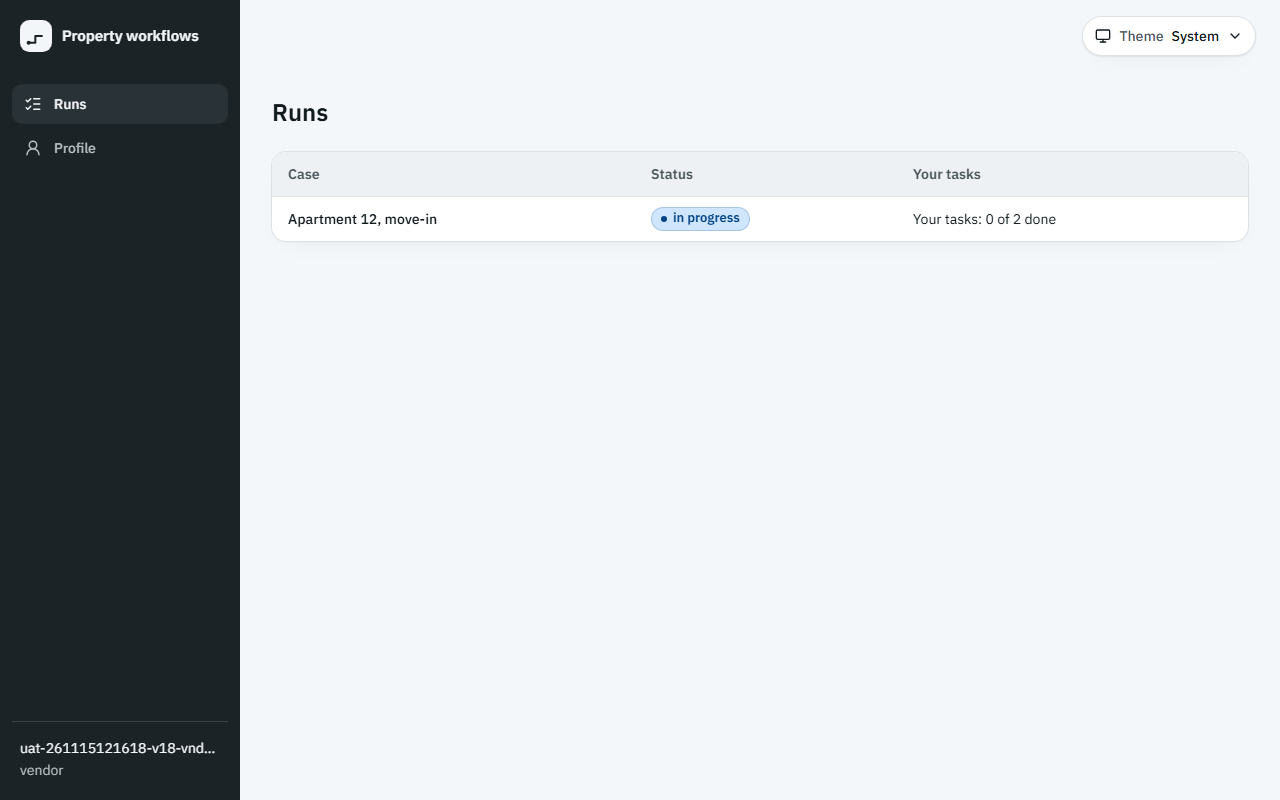 Property workflows
Theme System
Runs
Profile
Runs
Case Status Your tasks
Apartment 12, move-in in progress Your tasks: 0 of 2 done
uat-261115121618-v18-vnd...
vendor